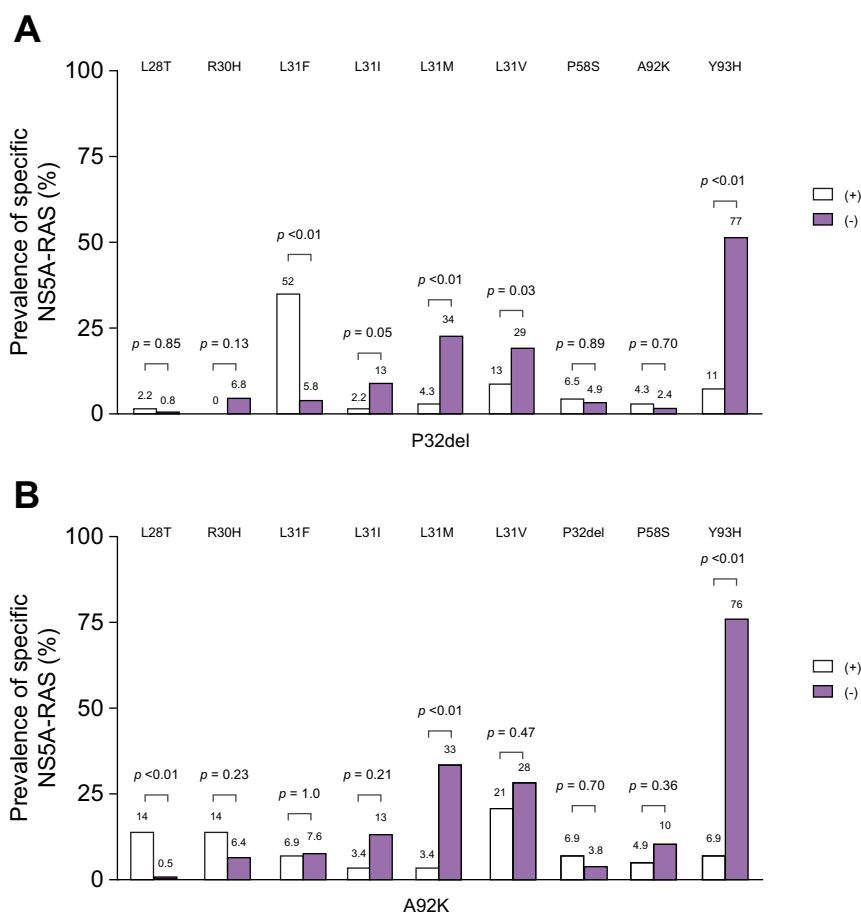 A
L28T R30H L31F L31I L31M L31V P58S A92K Y93H
100
75
50
25
0
Prevalence of specific
NS5A-RAS (%)
p = 0.85 p = 0.13 p <0.01 p = 0.05 p <0.01 p = 0.03 p = 0.89 p = 0.70 p <0.01
2.2 0.8 0 6.8 52 5.8 2.2 13 4.3 34 13 29 6.5 4.9 4.3 2.4 11 77
P32del
(+)
(-)
B
L28T R30H L31F L31I L31M L31V P32del P58S Y93H
100
75
50
25
0
Prevalence of specific
NS5A-RAS (%)
p <0.01 p = 0.23 p = 1.0 p = 0.21 p <0.01 p = 0.47 p = 0.70 p = 0.36 p <0.01
14 0.5 14 6.4 6.9 7.6 3.4 13 3.4 33 21 28 6.9 3.8 4.9 10 6.9 76
A92K
(+)
(-)